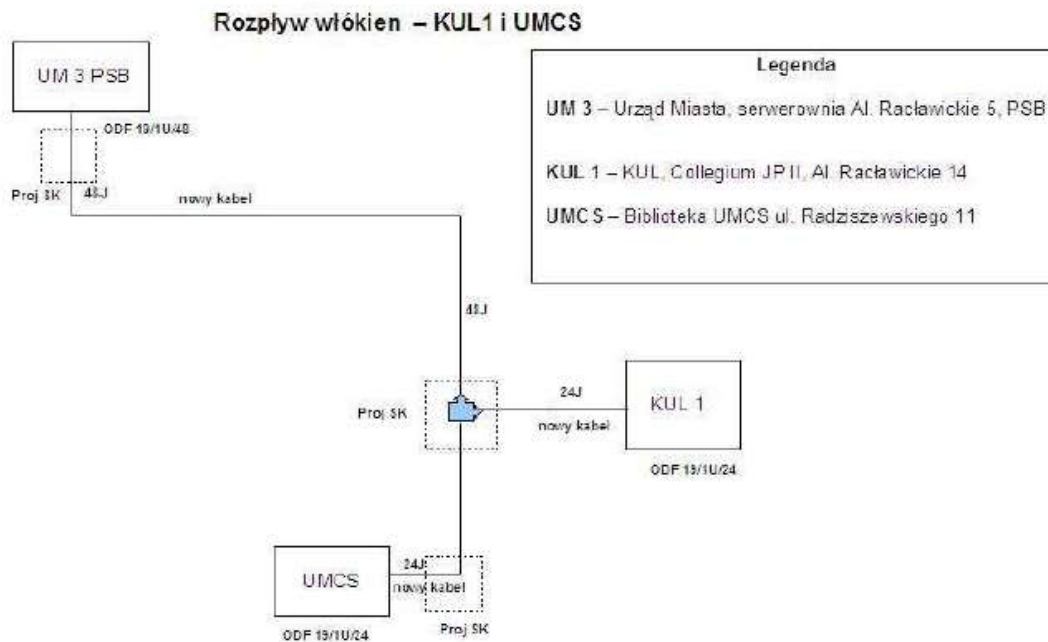 Rozpływ włókien – KUL1 i UMCS
UM 3 PSB
ODF 19/1U/48
Proj SK
48J
nowy kabel
Legenda
UM 3 – Urząd Miasta, serwerownia Al. Racławickie 5, PSB
KUL 1 – KUL, Collegium JP II, Al. Racławickie 14
UMCS – Biblioteka UMCS ul. Radziszewskiego 11
48J
Proj SK
24J
nowy kabel
KUL 1
ODF 19/1U/24
UMCS
24J
nowy kabel
ODF 19/1U/24
Proj SK